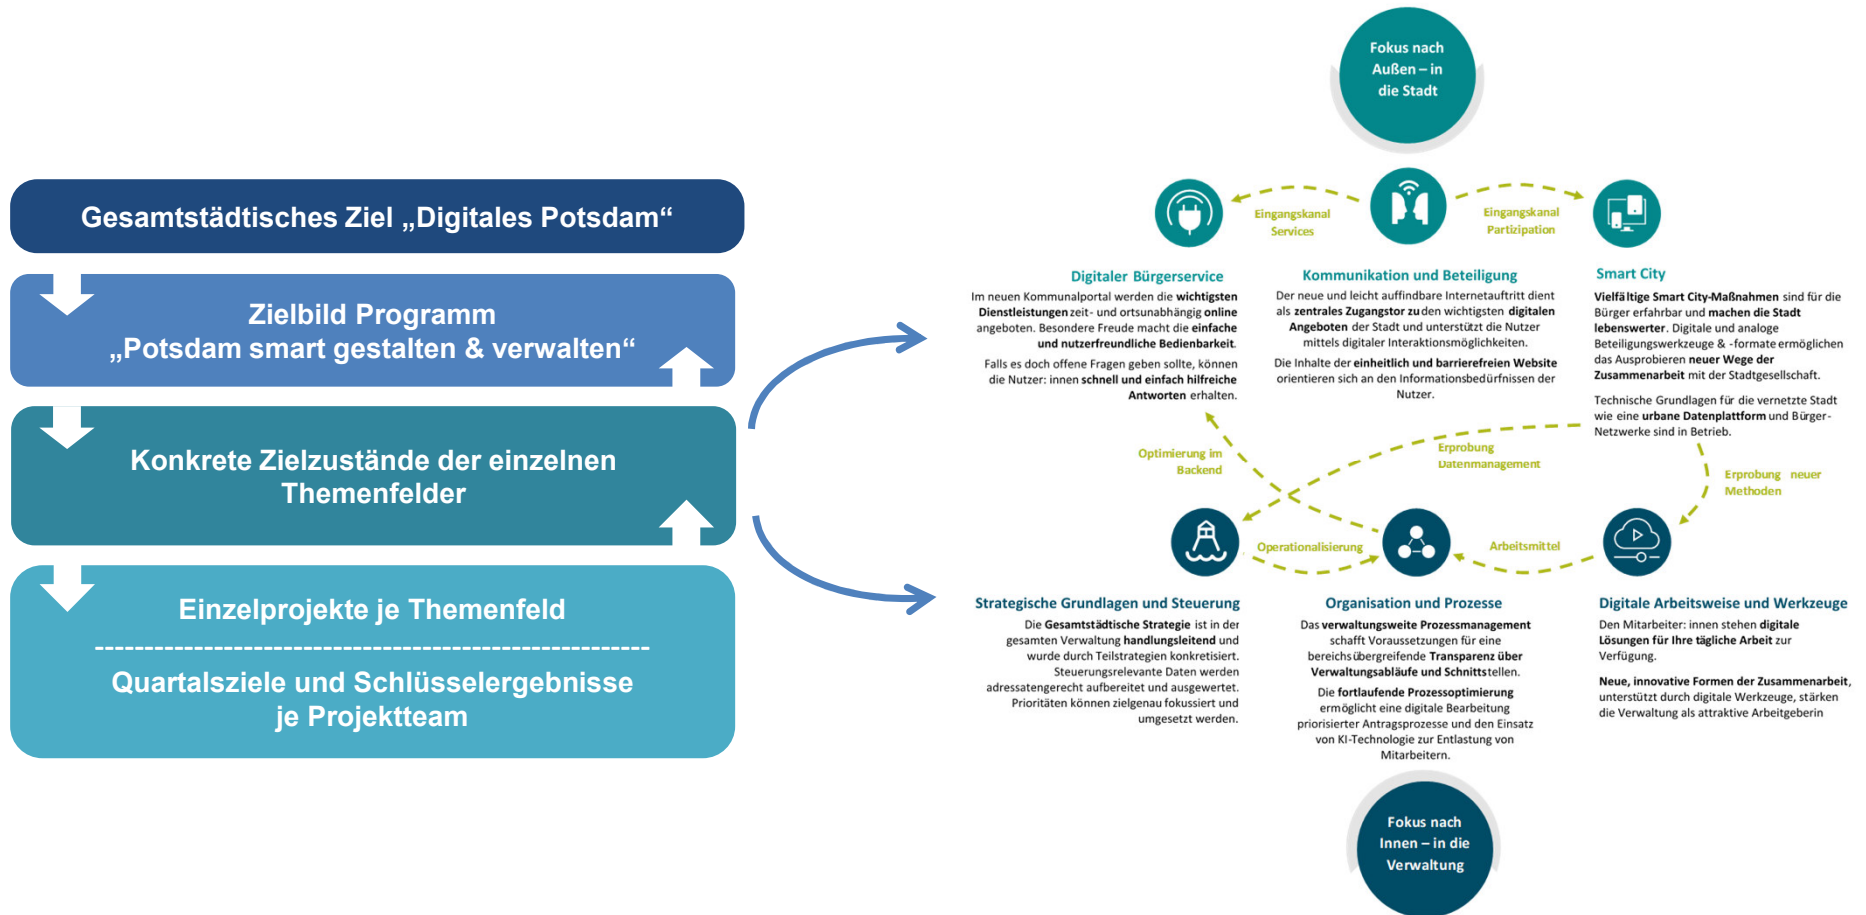 Gesamtstädtisches Ziel „Digitales Potsdam“
Zielbild Programm
„Potsdam smart gestalten & verwalten“
Konkrete Zielzustände der einzelnen
Themenfelder
Einzelprojekte je Themenfeld
--------------------------------------------------------
Quartalsziele und Schlüsselergebnisse
je Projektteam
Fokus nach
Außen – in
die Stadt
Eingangskanal
Services
Eingangskanal
Partizipation
Digitaler Bürgerservice
Im neuen Kommunalportal werden die wichtigsten
Dienstleistungen zeit- und ortsunabhängig online
angeboten. Besondere Freude macht die einfache
und nutzerfreundliche Bedienbarkeit.
Falls es doch offene Fragen geben sollte, können
die Nutzer: innen schnell und einfach hilfreiche
Antworten erhalten.
Kommunikation und Beteiligung
Der neue und leicht auffindbare Internetauftritt dient
als zentrales Zugangstor zu den wichtigsten digitalen
Angeboten der Stadt und unterstützt die Nutzer
mittels digitaler Interaktionsmöglichkeiten.
Die Inhalte der einheitlich und barrierefreien Website
orientieren sich an den Informationsbedürfnissen der
Nutzer.
Smart City
Vielfältige Smart City-Maßnahmen sind für die
Bürger erfahrbar und machen die Stadt
lebenswerter. Digitale und analoge
Beteiligungswerkzeuge & -formate ermöglichen
das Ausprobieren neuer Wege der
Zusammenarbeit mit der Stadtgesellschaft.
Technische Grundlagen für die vernetzte Stadt
wie eine urbane Datenplattform und Bürger-
Netzwerke sind in Betrieb.
Optimierung im
Backend
Erprobung
Datenmanagement
Erprobung neuer
Methoden
Operationalisierung
Arbeitsmittel
Strategische Grundlagen und Steuerung
Die Gesamtstädtische Strategie ist in der
gesamten Verwaltung handlungsleitend und
wurde durch Teilstrategien konkretisiert.
Steuerungsrelevante Daten werden
adressatengerecht aufbereitet und ausgewertet.
Prioritäten können zielgenau fokussiert und
umgesetzt werden.
Organisation und Prozesse
Das verwaltungsweite Prozessmanagement
schafft Voraussetzungen für eine
bereichsübergreifende Transparenz über
Verwaltungsabläufe und Schnittstellen.
Die fortlaufende Prozessoptimierung
ermöglicht eine digitale Bearbeitung
priorisierter Antragsprozesse und den Einsatz
von KI-Technologie zur Entlastung von
Mitarbeitern.
Digitale Arbeitsweise und Werkzeuge
Den Mitarbeiter: innen stehen digitale
Lösungen für Ihre tägliche Arbeit zur
Verfügung.
Neue, innovative Formen der Zusammenarbeit,
unterstützt durch digitale Werkzeuge, stärken
die Verwaltung als attraktive Arbeitgeberin
Fokus nach
Innen – in die
Verwaltung